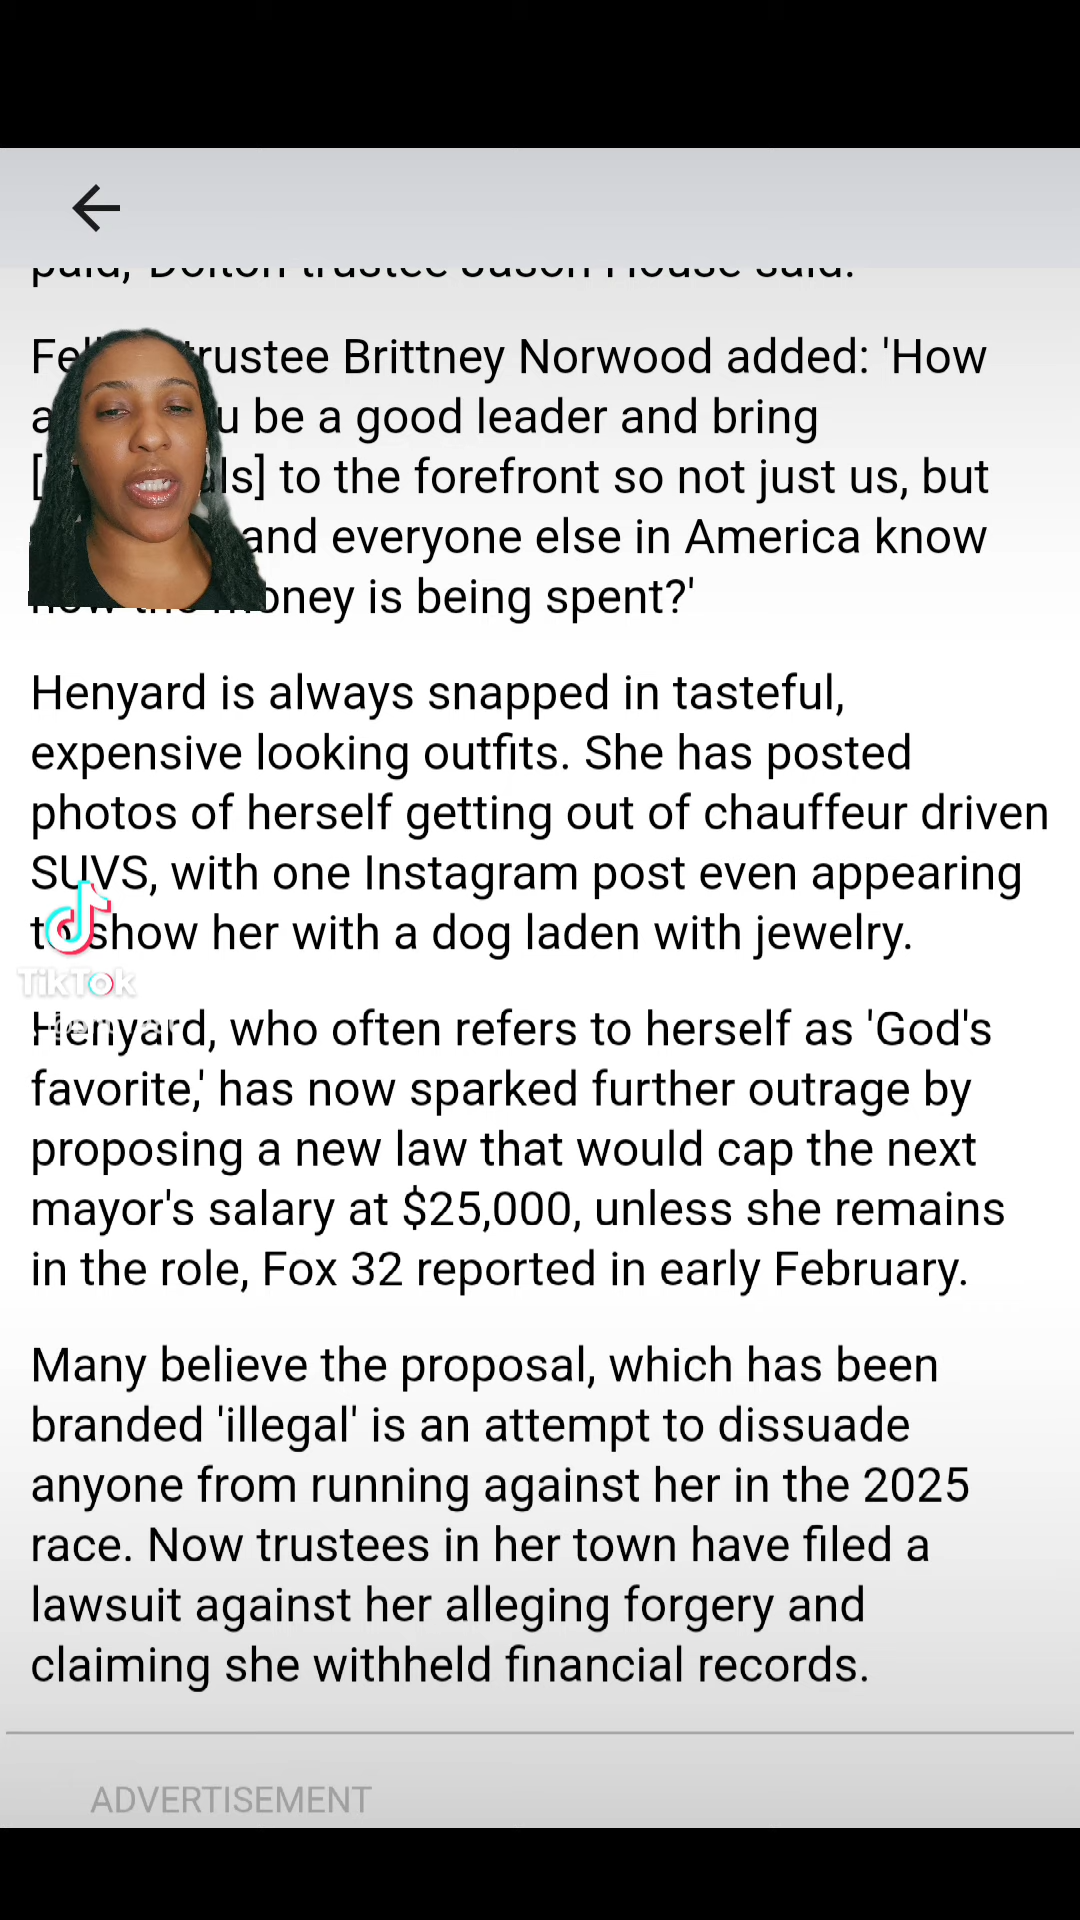 trustee Brittney Norwood added: 'How
be a good leader and bring
to the forefront so not just us, but
and everyone else in America know
is being spent?'
Henyard is always snapped in tasteful,
expensive looking outfits. She has posted
photos of herself getting out of chauffeur driven
SUVS, with one Instagram post even appearing
to show her with a dog laden with jewelry.
TikTok
Henyard, who often refers to herself as 'God's
favorite,' has now sparked further outrage by
proposing a new law that would cap the next
mayor's salary at $25,000, unless she remains
in the role, Fox 32 reported in early February.
Many believe the proposal, which has been
branded 'illegal' is an attempt to dissuade
anyone from running against her in the 2025
race. Now trustees in her town have filed a
lawsuit against her alleging forgery and
claiming she withheld financial records.
ADVERTISEMENT